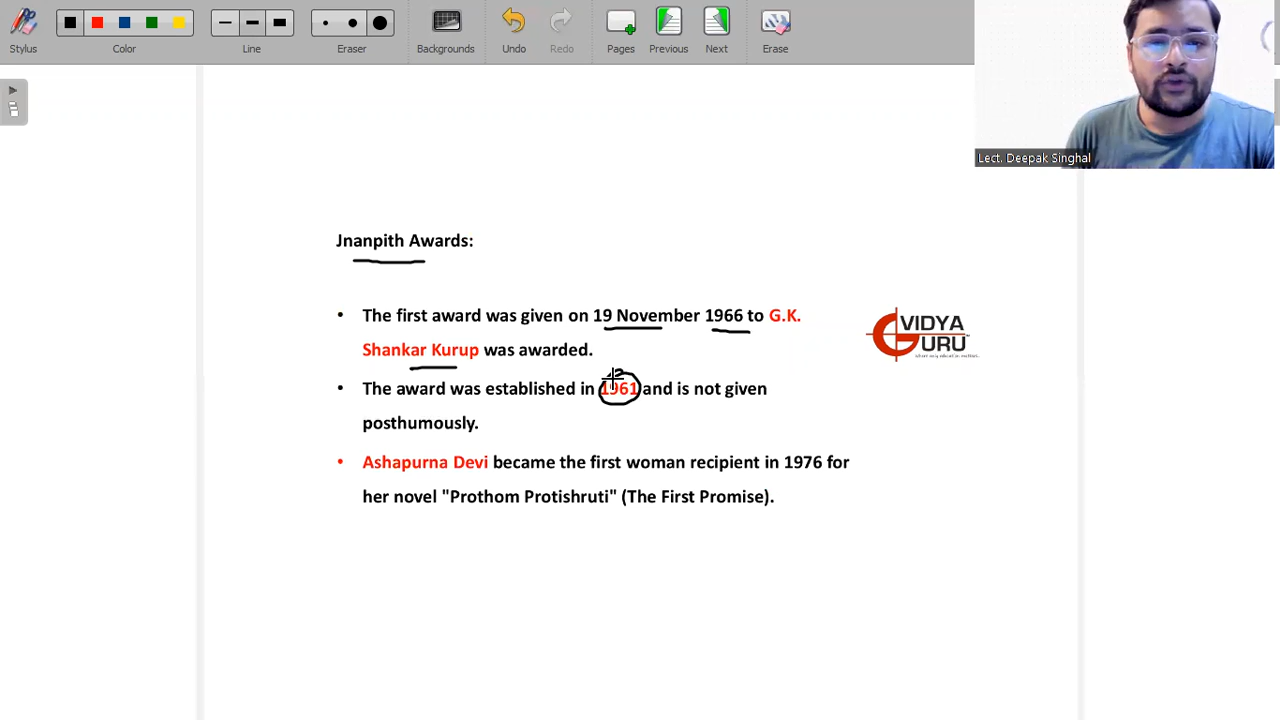 Stylus
Color
Line
Eraser
Backgrounds
Undo
Redo
Pages
Previous
Next
Erase
Lect. Deepak Singhal
Jnanpith Awards:
• The first award was given on 19 November 1966 to G.K.
Shankar Kurup was awarded.
• The award was established in 1961 and is not given
posthumously.
• Ashapurna Devi became the first woman recipient in 1976 for
her novel "Prothom Protishruti" (The First Promise).
VIDYA
GURU